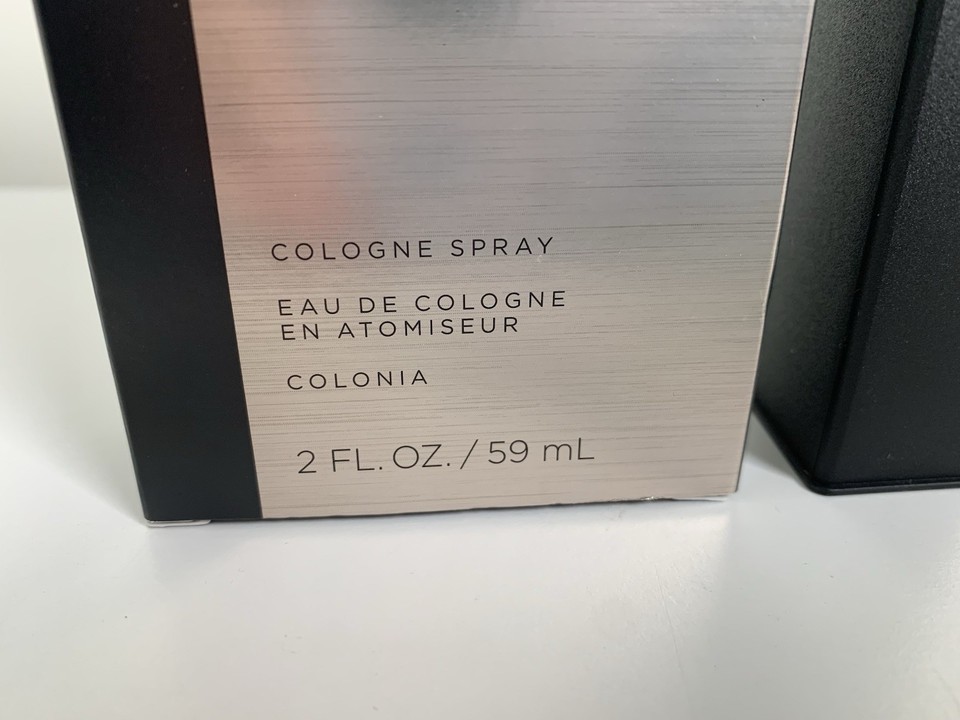 COLOGNE SPRAY
EAU DE COLOGNE
EN ATOMISEUR
COLONIA
2 FL. OZ. / 59 mL